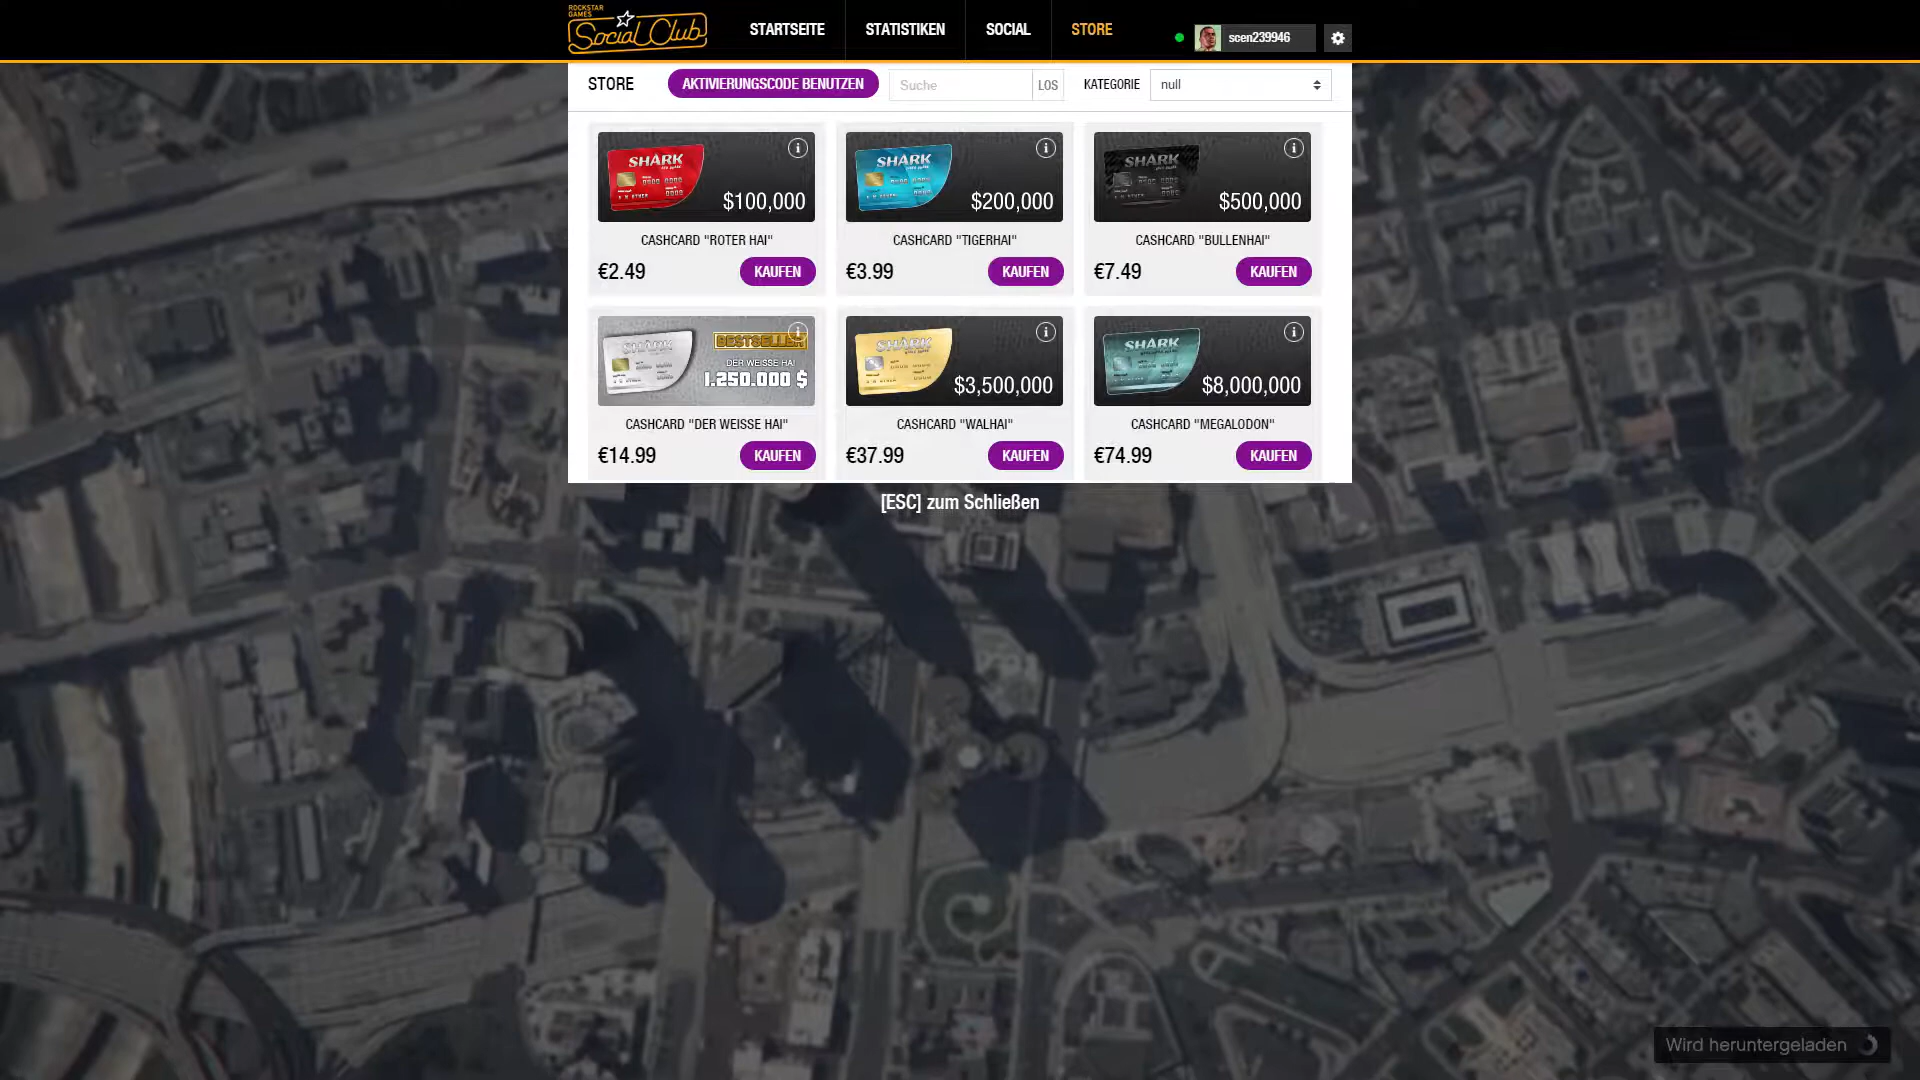 ROCKSTAR
GAMES
Social Club
STARTSEITE
STATISTIKEN
SOCIAL
STORE
scen239946
STORE
AKTIVIERUNGSCODE BENUTZEN
Suche
LOS
KATEGORIE
null
SHARK
$100,000
SHARK
$200,000
SHARK
$500,000
CASHCARD "ROTER HAI"
CASHCARD "TIGERHAI"
CASHCARD "BULLENHAI"
€2.49
KAUFEN
€3.99
KAUFEN
€7.49
KAUFEN
SHARK
BESTSELLER
DER WEISSE HAI
1.250.000 $
SHARK
$3,500,000
SHARK
$8,000,000
CASHCARD "DER WEISSE HAI"
CASHCARD "WALHAI"
CASHCARD "MEGALODON"
€14.99
KAUFEN
€37.99
KAUFEN
€74.99
KAUFEN
[ESC] zum Schließen
Wird heruntergeladen